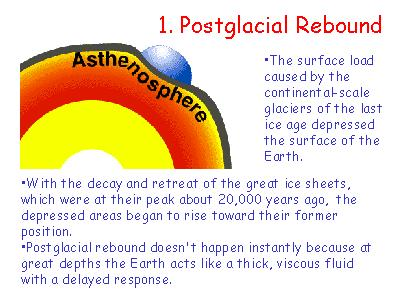 1. Postglacial Rebound
Asthenosphere
•The surface load
caused by the
continental-scale
glaciers of the last
ice age depressed
the surface of the
Earth.
•With the decay and retreat of the great ice sheets,
which were at their peak about 20,000 years ago, the
depressed areas began to rise toward their former
position.
•Postglacial rebound doesn't happen instantly because at
great depths the Earth acts like a thick, viscous fluid
with a delayed response.